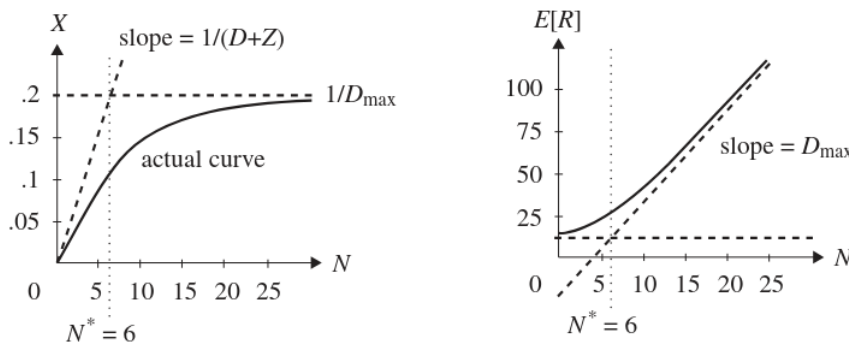 X
slope = 1/(D+Z)
.2
1/Dmax
.15
actual curve
.1
.05
0 5 10 15 20 25 N
N* = 6
E[R]
100
75
slope = Dmax
50
25
0 5 10 15 20 25 N
N* = 6